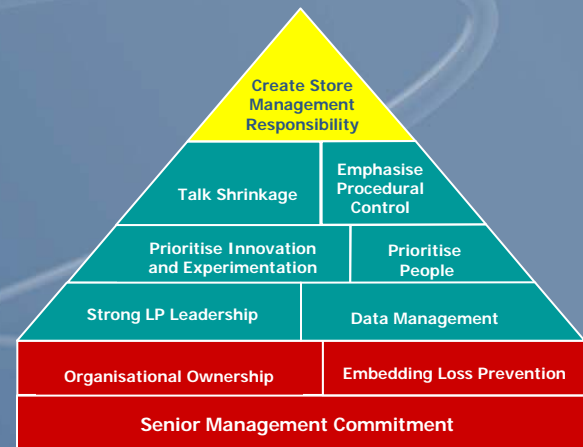 Create Store
Management
Responsibility
Talk Shrinkage
Emphasise
Procedural
Control
Prioritise Innovation
and Experimentation
Prioritise
People
Strong LP Leadership
Data Management
Organisational Ownership
Embedding Loss Prevention
Senior Management Commitment